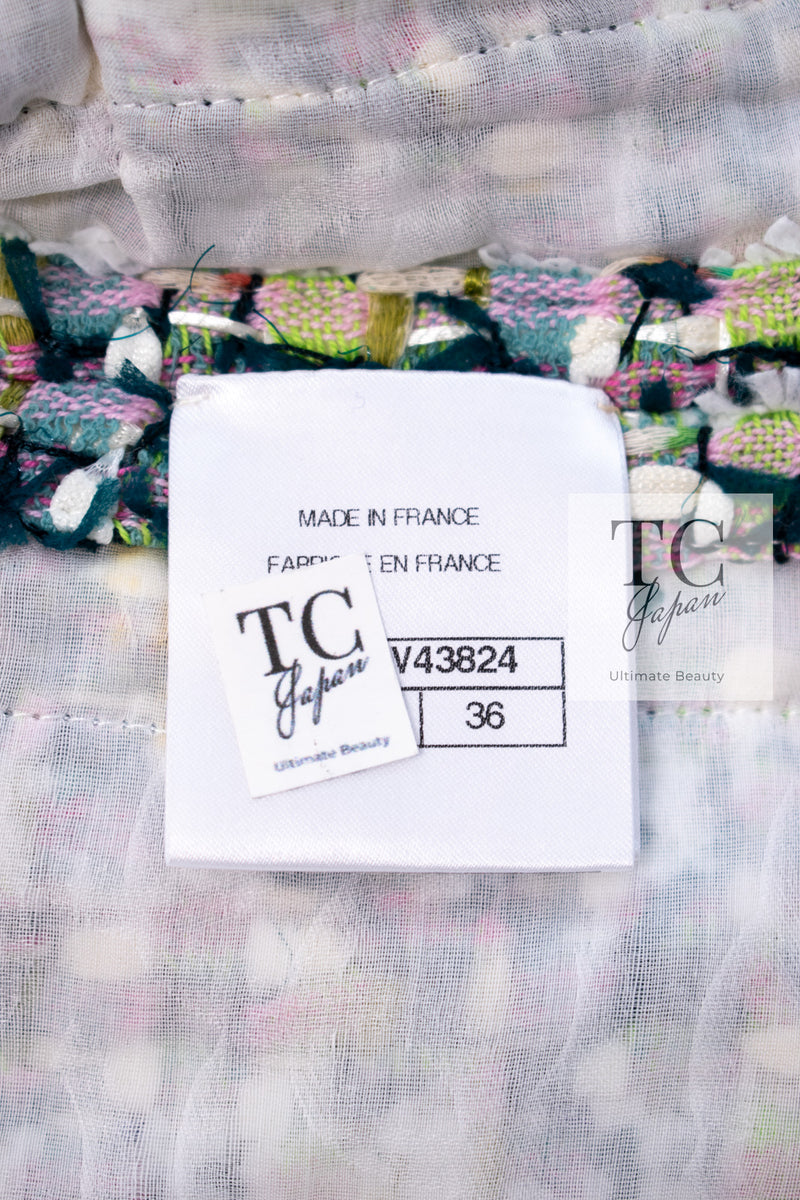 MADE IN FRANCE
EN FRANCE
TC
Japan
Ultimate Beauty
V43824
36
TC
Japan
Ultimate Beauty